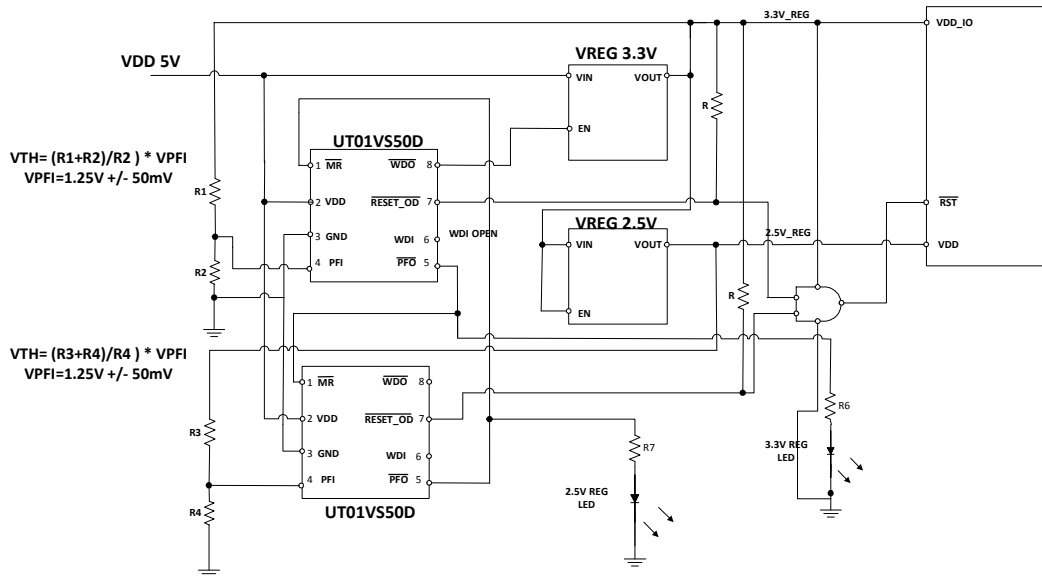 3.3V_REG
VDD_IO
VDD 5V
VREG 3.3V
VIN
VOUT
EN
R
UT01VS50D
VTH= (R1+R2)/R2 ) * VPFI
VPFI=1.25V +/- 50mV
1 MR
WDO 8
2 VDD
RESET_OD 7
3 GND
WDI 6
WDI OPEN
4 PFI
PFO 5
R1
R2
VREG 2.5V
VIN
VOUT
EN
2.5V_REG
RST
VDD
R
VTH= (R3+R4)/R4 ) * VPFI
VPFI=1.25V +/- 50mV
1 MR
WDO 8
2 VDD
RESET_OD 7
3 GND
WDI 6
4 PFI
PFO 5
UT01VS50D
R3
R4
R7
2.5V REG
LED
R6
3.3V REG
LED